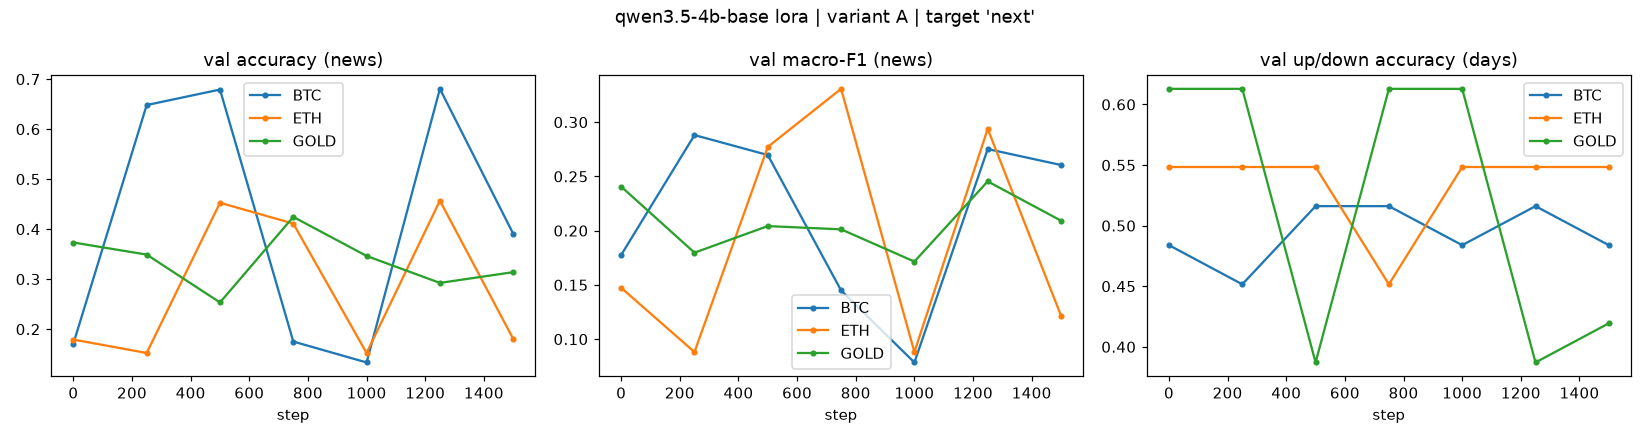 qwen3.5-4b-base lora | variant A | target 'next'
val accuracy (news)
0.7
0.6
0.5
0.4
0.3
0.2
BTC
ETH
GOLD
0 200 400 600 800 1000 1200 1400
step
val macro-F1 (news)
0.30
0.25
0.20
0.15
0.10
BTC
ETH
GOLD
0 200 400 600 800 1000 1200 1400
step
val up/down accuracy (days)
0.60
0.55
0.50
0.45
0.40
BTC
ETH
GOLD
0 200 400 600 800 1000 1200 1400
step